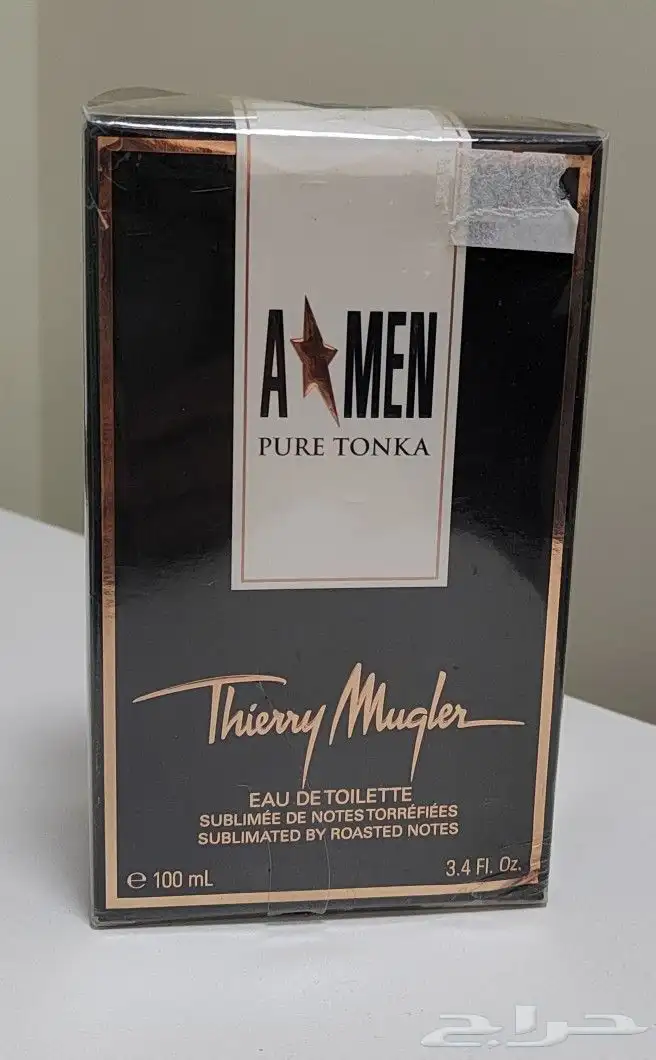 A MEN
PURE TONKA
Thierry Mugler
EAU DE TOILETTE
SUBLIMÉE DE NOTES TORRÉFIÉES
SUBLIMATED BY ROASTED NOTES
℮ 100 mL
3.4 Fl. Oz.
حراج